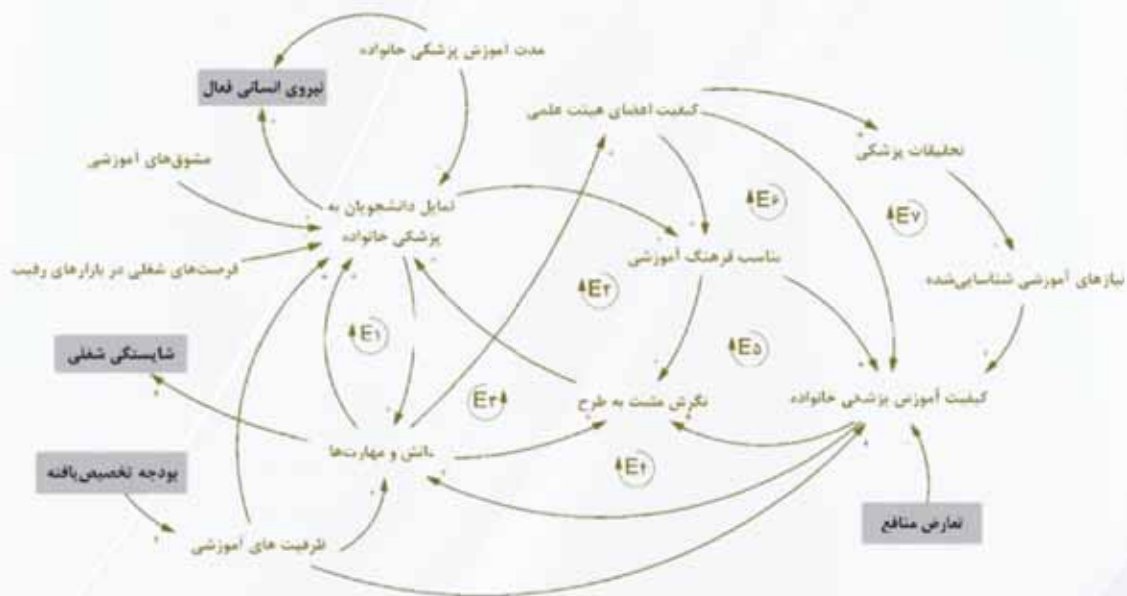 مدت آموزش پزشکی خانواده
نیروی انسانی فعال
کیفیت اعضای هیئت علمی
تحقیقات پزشکی
مشوق‌های آموزشی
تمایل دانشجویان به
پزشکی خانواده
E۶
E۷
تناسب فرهنگ آموزشی
فرصت‌های شغلی در بازارهای رقیب
نیازهای آموزشی شناسایی‌شده
E۲
E۱
E۵
شایستگی شغلی
نگرش مثبت به طرح
کیفیت آموزش پزشکی خانواده
E۳
دانش و مهارت‌ها
E۴
بودجه تخصیص‌یافته
تعارض منافع
ظرفیت های آموزشی